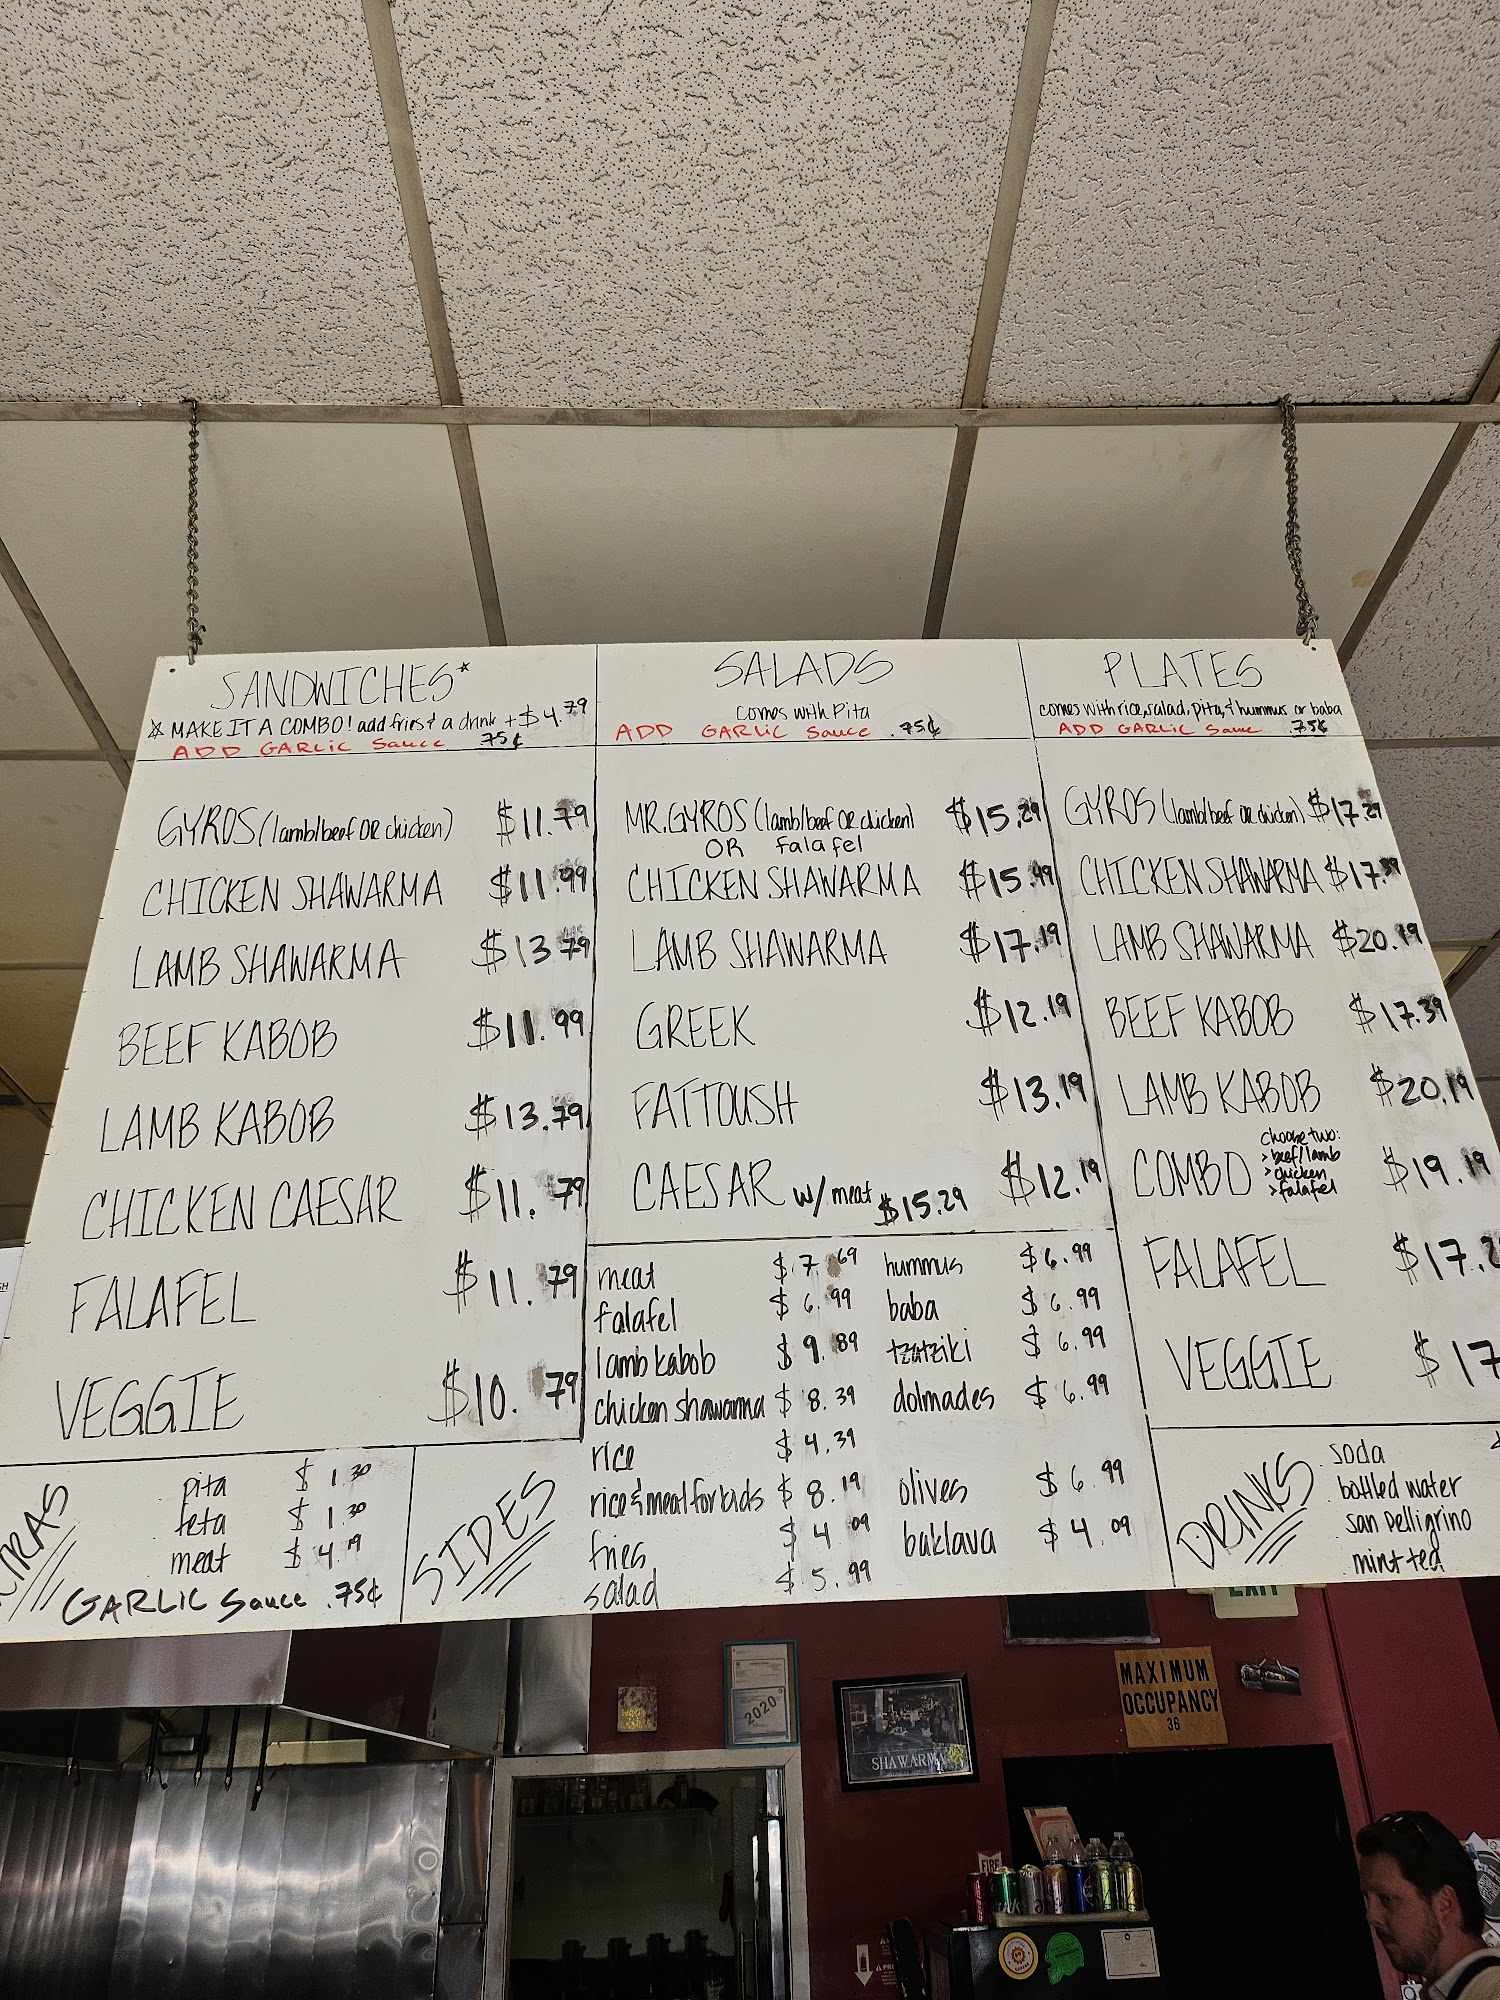 SANDWICHES*
* MAKE IT A COMBO! add fries & a drink +$4.79
ADD GARLIC Sauce .75¢
GYROS (lamb/beef OR chicken) $11.79
CHICKEN SHAWARMA $11.99
LAMB SHAWARMA $13.79
BEEF KABOB $11.99
LAMB KABOB $13.79
CHICKEN CAESAR $11.79
FALAFEL $11.79
VEGGIE $10.79
SALADS
comes with Pita
ADD GARLIC Sauce .75¢
MR. GYROS (lamb/beef OR chicken) $15.29
OR falafel
CHICKEN SHAWARMA $15.99
LAMB SHAWARMA $17.19
GREEK $12.19
FATTOUSH $13.19
CAESAR w/ meat $15.29 $12.19
PLATES
comes with rice, salad, pita, & hummus or baba
ADD GARLIC Sauce .75¢
GYROS (lamb/beef OR chicken) $17.29
CHICKEN SHAWARMA $17.39
LAMB SHAWARMA $20.19
BEEF KABOB $17.39
LAMB KABOB $20.19
COMBO $19.19
choose two:
> beef/lamb
> chicken
> falafel
FALAFEL $17.2
VEGGIE $17
TRAS
pita $1.30
feta $1.30
meat $4.19
GARLIC Sauce .75¢
SIDES
meat $7.69
falafel $6.99
lamb kabob $9.89
chicken shawarma $8.39
rice $4.39
rice & meat for kids $8.19
fries $4.09
salad $5.99
hummus $6.99
baba $6.99
tzatziki $6.99
dolmades $6.99
olives $6.99
baklava $4.09
DRINKS
soda
bottled water
san pelligrino
mint tea
EXIT
2020
SHAWARMA
MAXIMUM
OCCUPANCY
36
FIRE